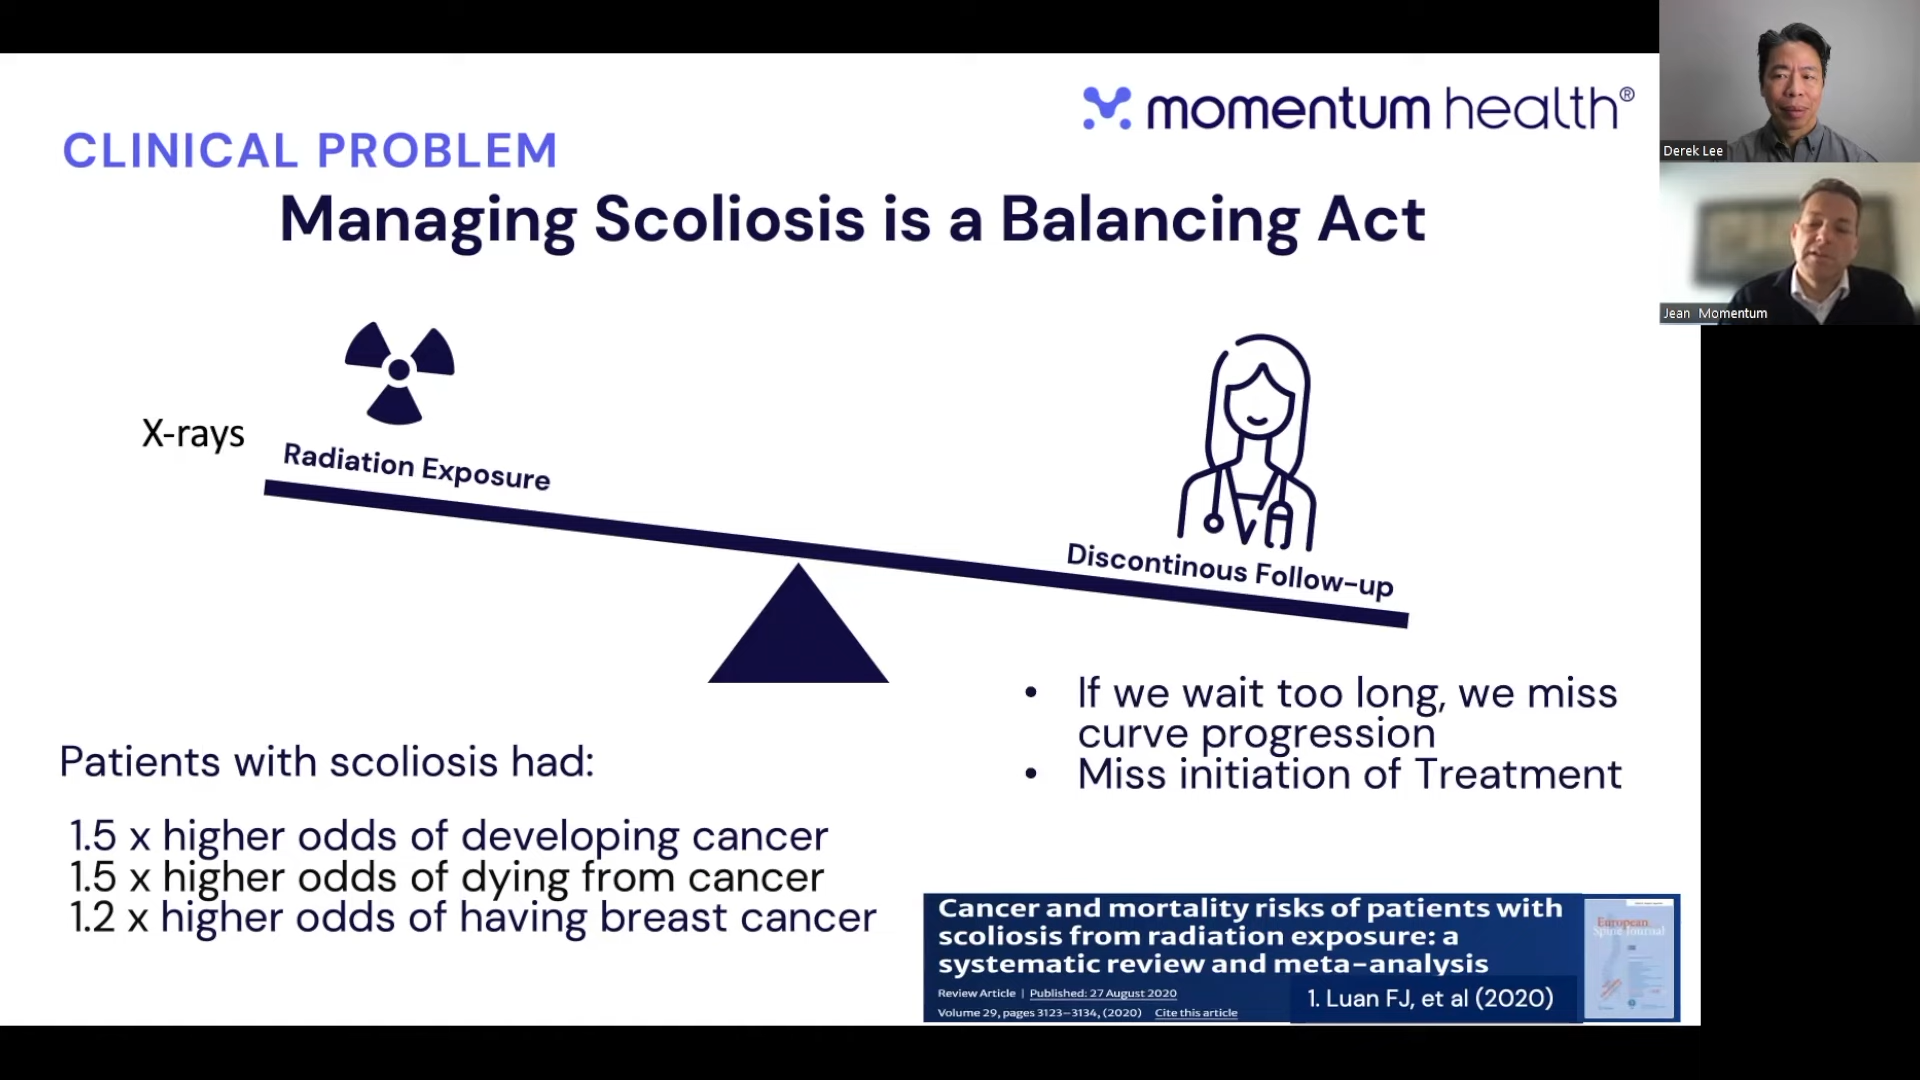 momentum health®
CLINICAL PROBLEM
Managing Scoliosis is a Balancing Act
Derek Lee
Jean Momentum
X-rays
Radiation Exposure
Discontinous Follow-up
• If we wait too long, we miss
curve progression
• Miss initiation of Treatment
Patients with scoliosis had:
1.5 x higher odds of developing cancer
1.5 x higher odds of dying from cancer
1.2 x higher odds of having breast cancer
Cancer and mortality risks of patients with
scoliosis from radiation exposure: a
systematic review and meta-analysis
Review Article | Published: 27 August 2020
Volume 29, pages 3123–3134, (2020) Cite this article
1. Luan FJ, et al (2020)
European
Spine Journal